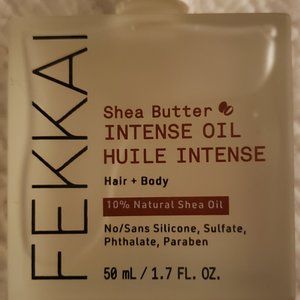 FEKKAI
Shea Butter
INTENSE OIL
HUILE INTENSE
Hair + Body
10% Natural Shea Oil
No/Sans Silicone, Sulfate,
Phthalate, Paraben
50 mL / 1.7 FL. OZ.